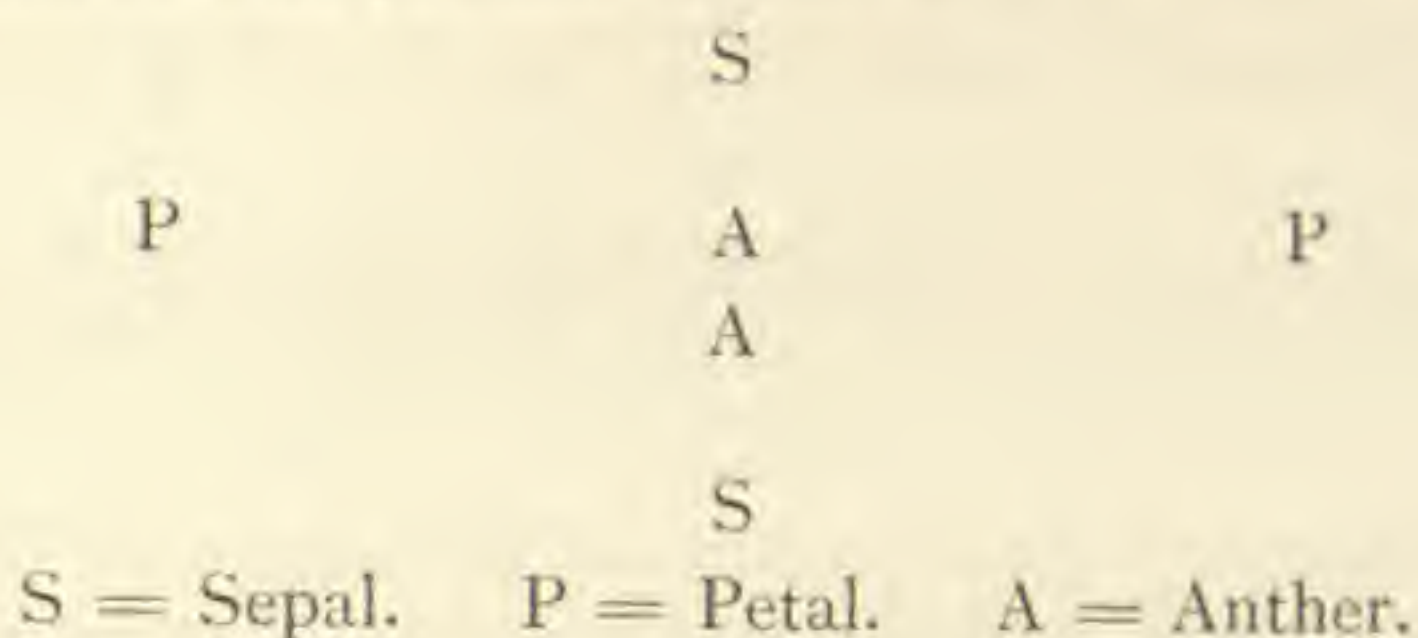 S
P A P
A
S
S = Sepal. P = Petal. A = Anther.